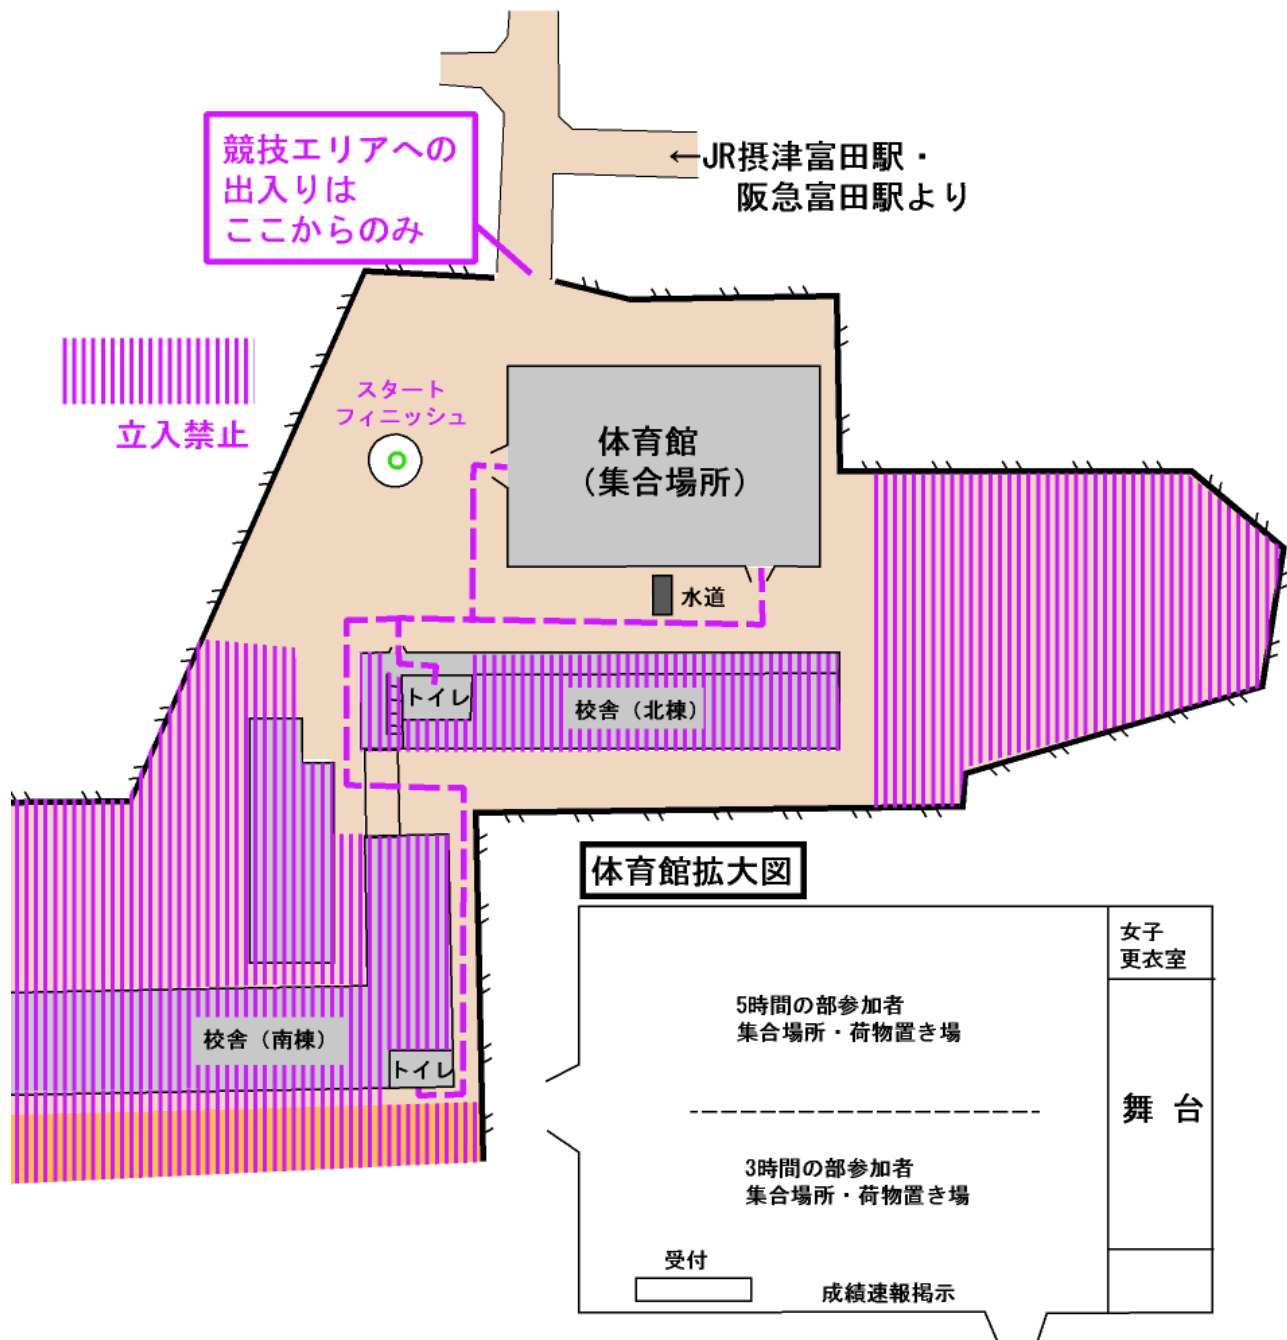 競技エリアへの
出入りは
ここからのみ
←JR摂津富田駅・
阪急富田駅より
立入禁止
スタート
フィニッシュ
体育館
（集合場所）
水道
トイレ
校舎（北棟）
校舎（南棟）
トイレ
体育館拡大図
女子
更衣室
5時間の部参加者
集合場所・荷物置き場
舞 台
3時間の部参加者
集合場所・荷物置き場
受付
成績速報掲示